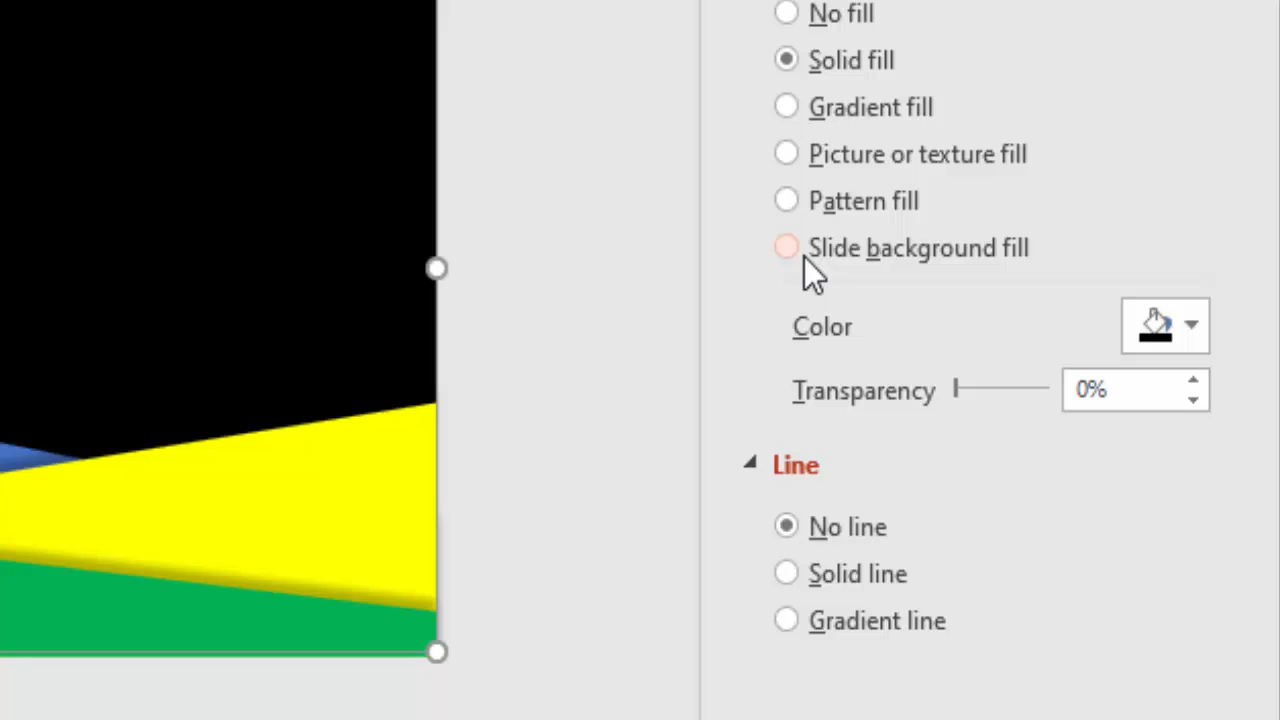 No fill
Solid fill
Gradient fill
Picture or texture fill
Pattern fill
Slide background fill
Color
Transparency 0%
Line
No line
Solid line
Gradient line